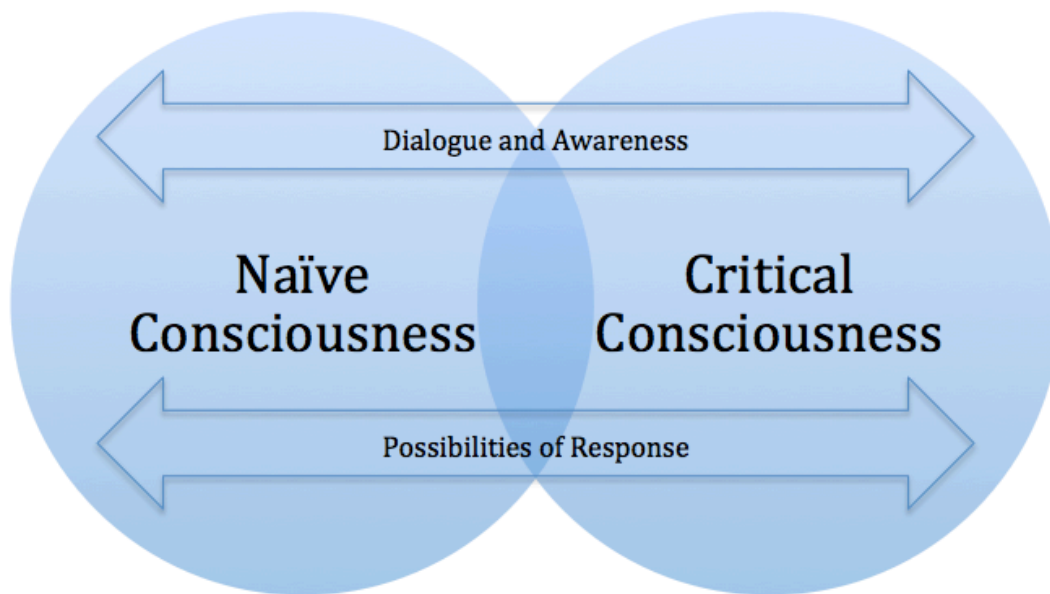 Dialogue and Awareness
Naïve
Consciousness
Critical
Consciousness
Possibilities of Response